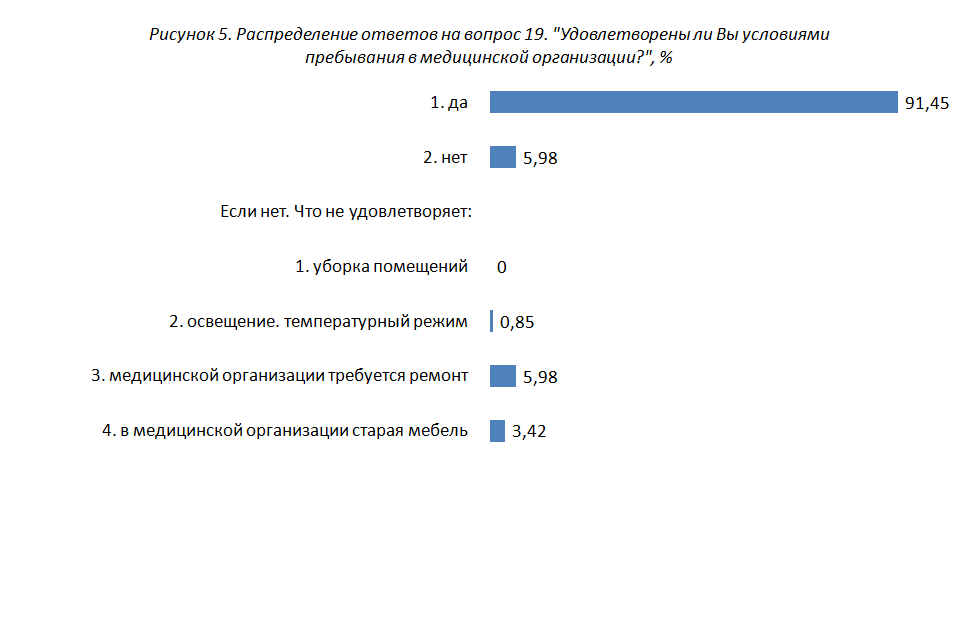 Рисунок 5. Распределение ответов на вопрос 19. "Удовлетворены ли Вы условиями
пребывания в медицинской организации?", %
1. да 91,45
2. нет 5,98
Если нет. Что не удовлетворяет:
1. уборка помещений 0
2. освещение. температурный режим 0,85
3. медицинской организации требуется ремонт 5,98
4. в медицинской организации старая мебель 3,42